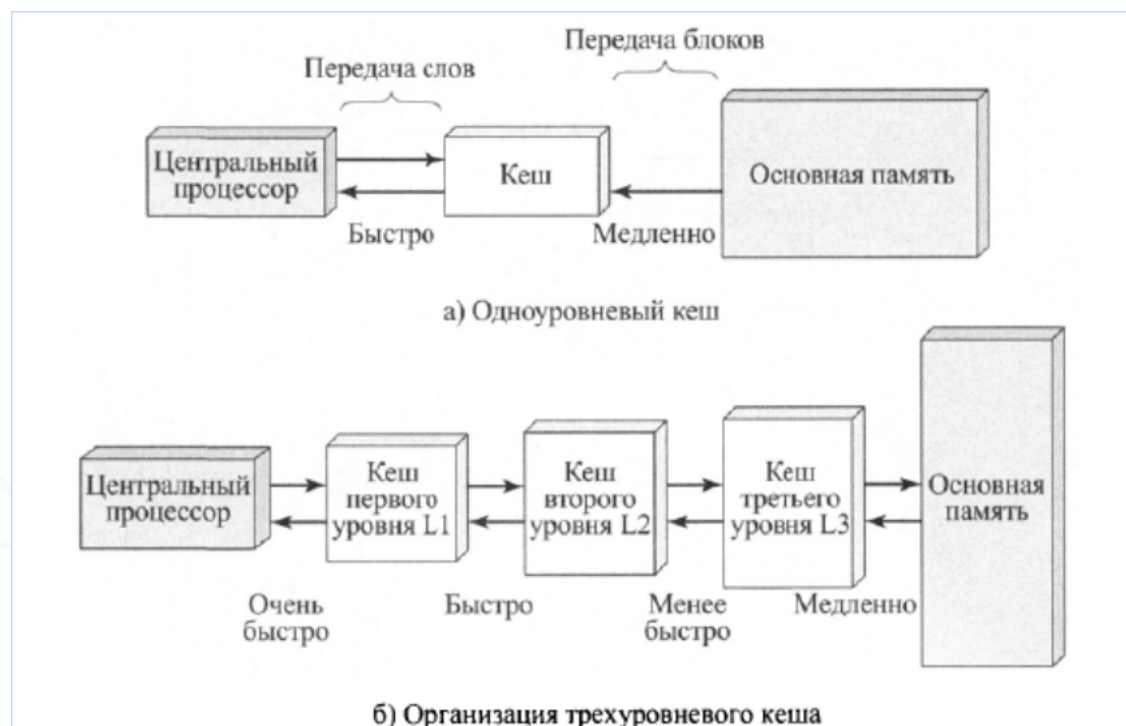 Передача блоков
Передача слов
Центральный
процессор
Кеш
Основная память
Быстро
Медленно
а) Одноуровневый кеш
Центральный
процессор
Кеш
первого
уровня L1
Кеш
второго
уровня L2
Кеш
третьего
уровня L3
Основная
память
Очень
быстро
Быстро
Менее
быстро
Медленно
б) Организация трехуровневого кеша